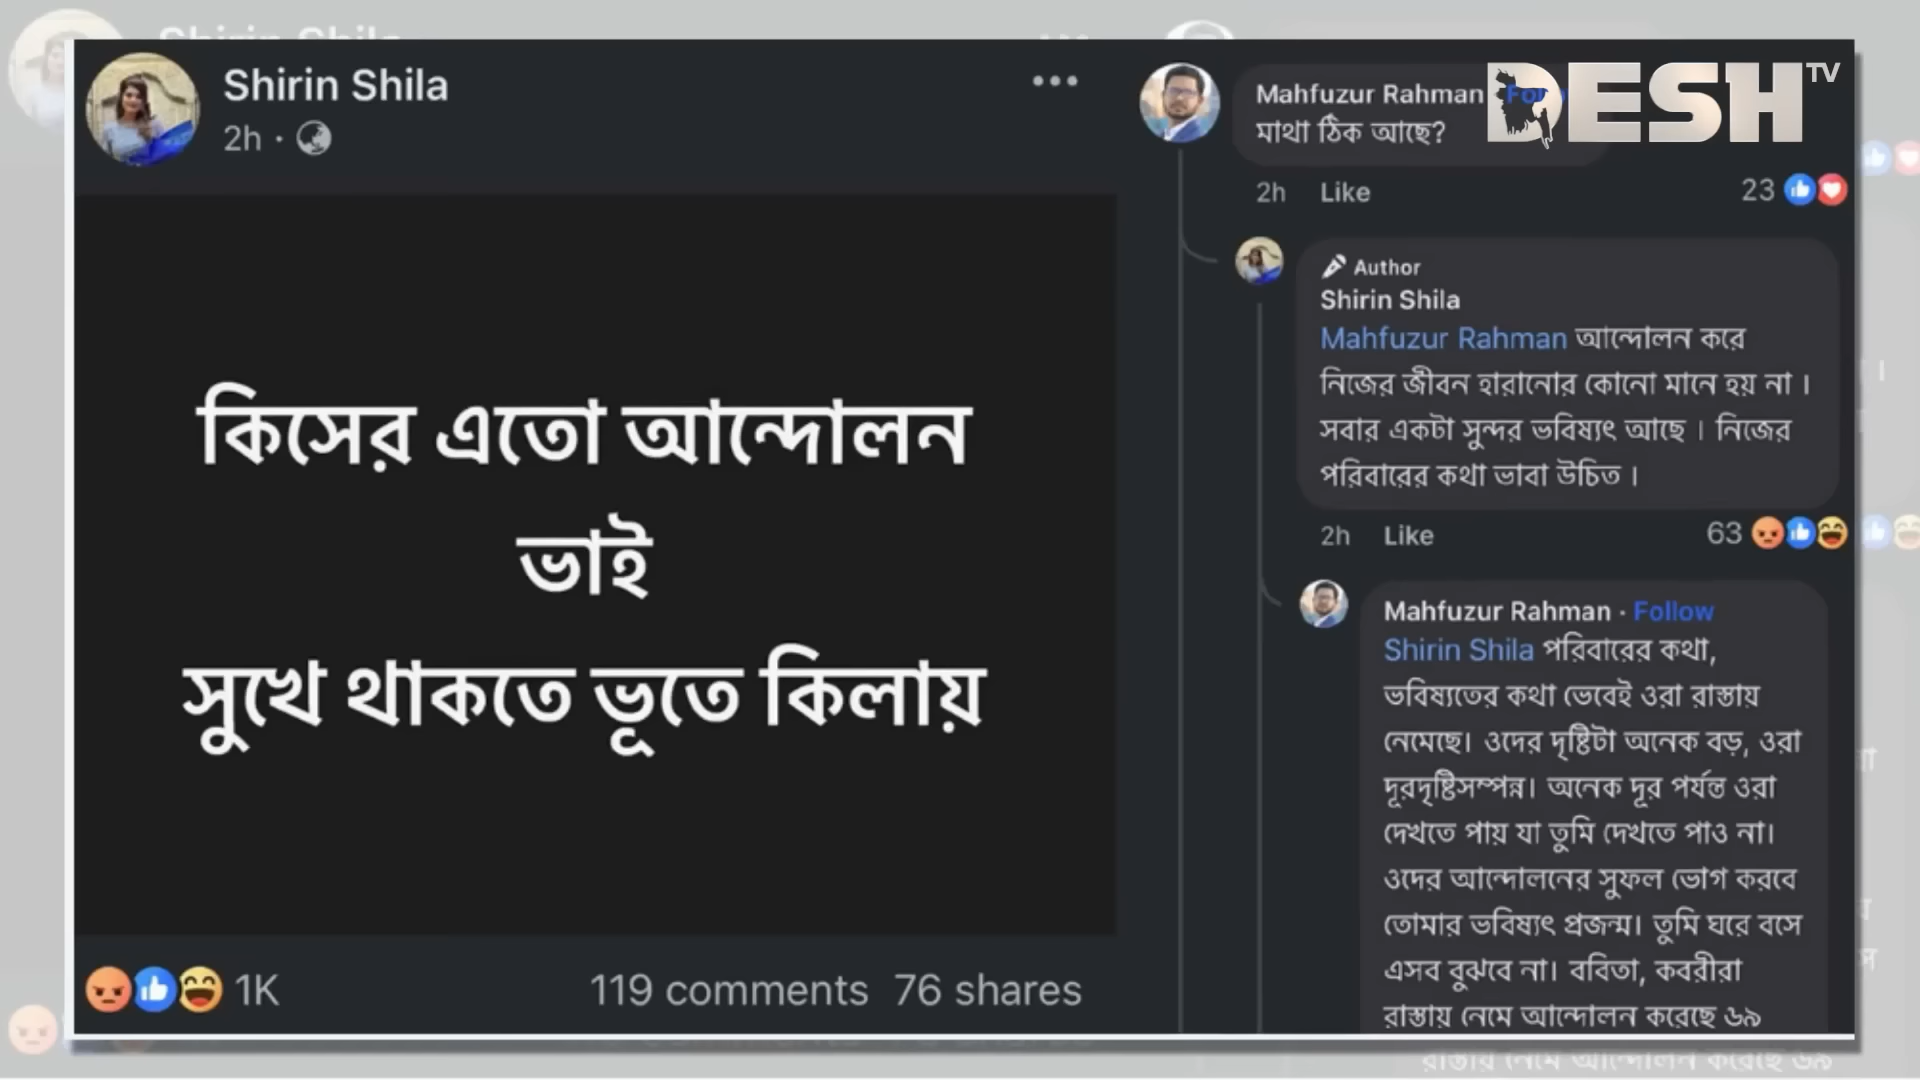 Shirin Shila
2h
কিসের এতো আন্দোলন
ভাই
সুখে থাকতে ভূতে কিলায়
1K 119 comments 76 shares
DESH TV
Mahfuzur Rahman
মাথা ঠিক আছে?
2h Like 23
Author
Shirin Shila
Mahfuzur Rahman আন্দোলন করে
নিজের জীবন হারানোর কোনো মানে হয় না ।
সবার একটা সুন্দর ভবিষ্যৎ আছে । নিজের
পরিবারের কথা ভাবা উচিত ।
2h Like 63
Mahfuzur Rahman · Follow
Shirin Shila পরিবারের কথা,
ভবিষ্যতের কথা ভেবেই ওরা রাস্তায়
নেমেছে। ওদের দৃষ্টিটা অনেক বড়, ওরা
দূরদৃষ্টিসম্পন্ন। অনেক দূর পর্যন্ত ওরা
দেখতে পায় যা তুমি দেখতে পাও না।
ওদের আন্দোলনের সুফল ভোগ করবে
তোমার ভবিষ্যৎ প্রজন্ম। তুমি ঘরে বসে
এসব বুঝবে না। ববিতা, কবরীরা
রাস্তায় নেমে আন্দোলন করেছে ৬৯